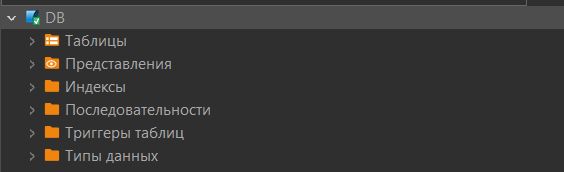 DB
Таблицы
Представления
Индексы
Последовательности
Триггеры таблиц
Типы данных